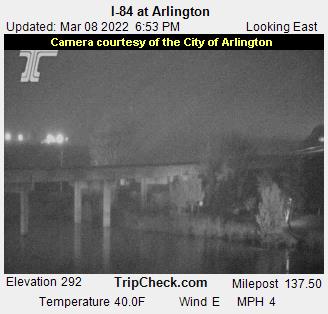 I-84 at Arlington
Updated: Mar 08 2022 6:53 PM Looking East
Camera courtesy of the City of Arlington
Elevation 292 TripCheck.com Milepost 137.50
Temperature 40.0F Wind E MPH 4